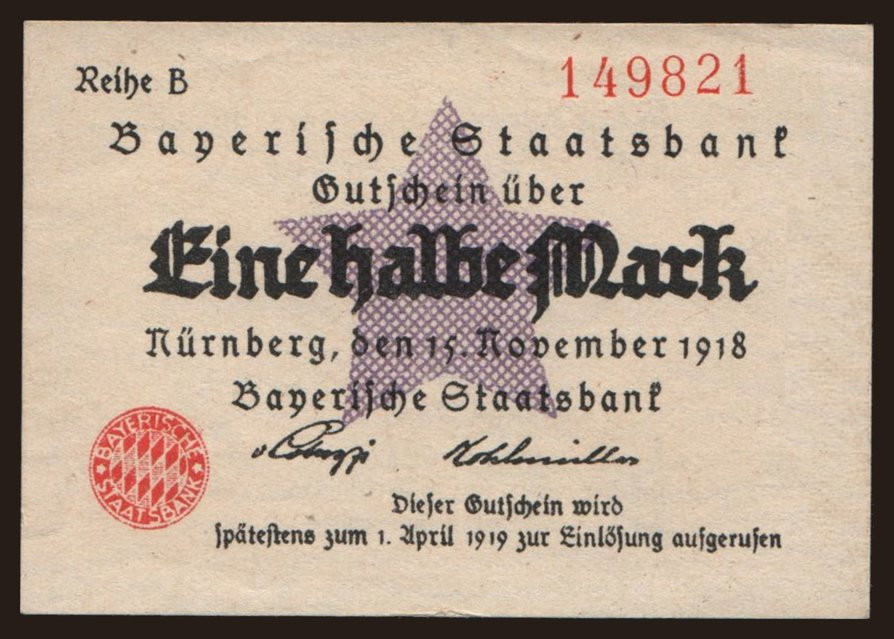 Reihe B
149821
Bayerische Staatsbank
Gutschein über
Eine halbe Mark
Nürnberg, den 15. November 1918
Bayerische Staatsbank
Dieser Gutschein wird
spätestens zum 1. April 1919 zur Einlösung aufgerufen
BAYERISCHE
STAATSBANK